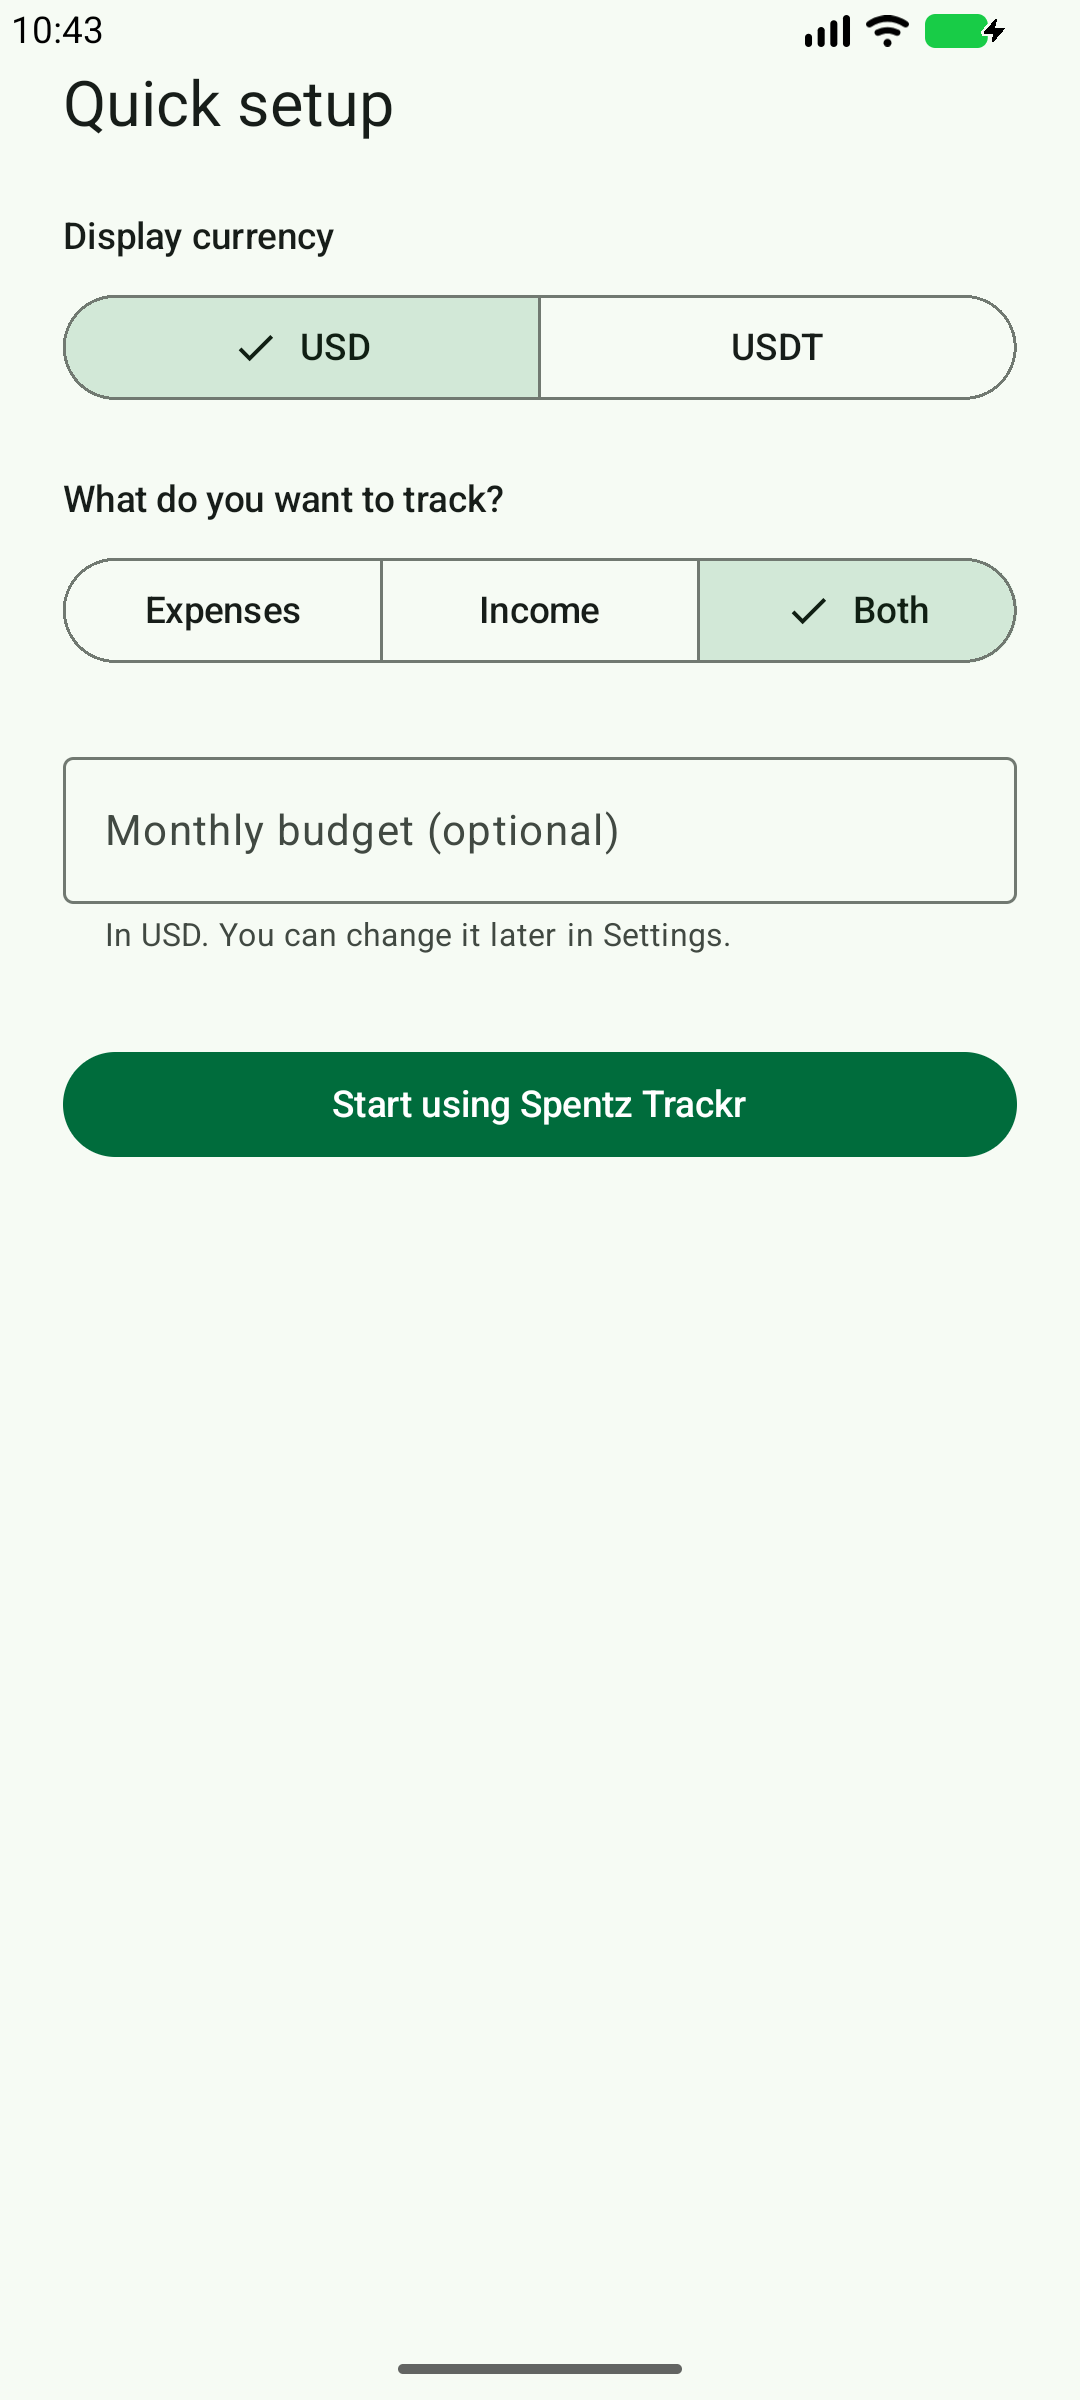 10:43
Quick setup
Display currency
USD
USDT
What do you want to track?
Expenses
Income
Both
Monthly budget (optional)
In USD. You can change it later in Settings.
Start using Spentz Trackr